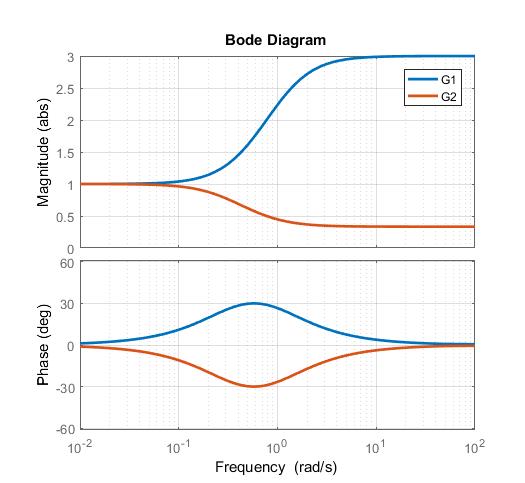 Bode Diagram
3
2.5
2
1.5
1
0.5
0
Magnitude (abs)
G1
G2
60
30
0
-30
-60
Phase (deg)
10^-2 10^-1 10^0 10^1 10^2
Frequency (rad/s)